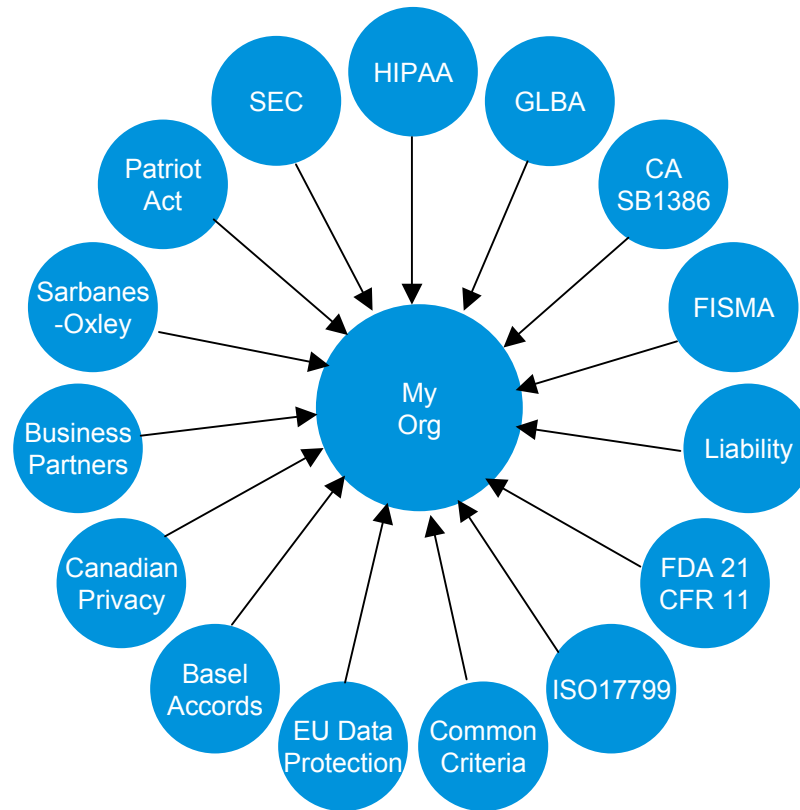 HIPAA
GLBA
CA
SB1386
FISMA
Liability
FDA 21
CFR 11
ISO17799
Common
Criteria
EU Data
Protection
Basel
Accords
Canadian
Privacy
Business
Partners
Sarbanes
-Oxley
Patriot
Act
SEC
My
Org